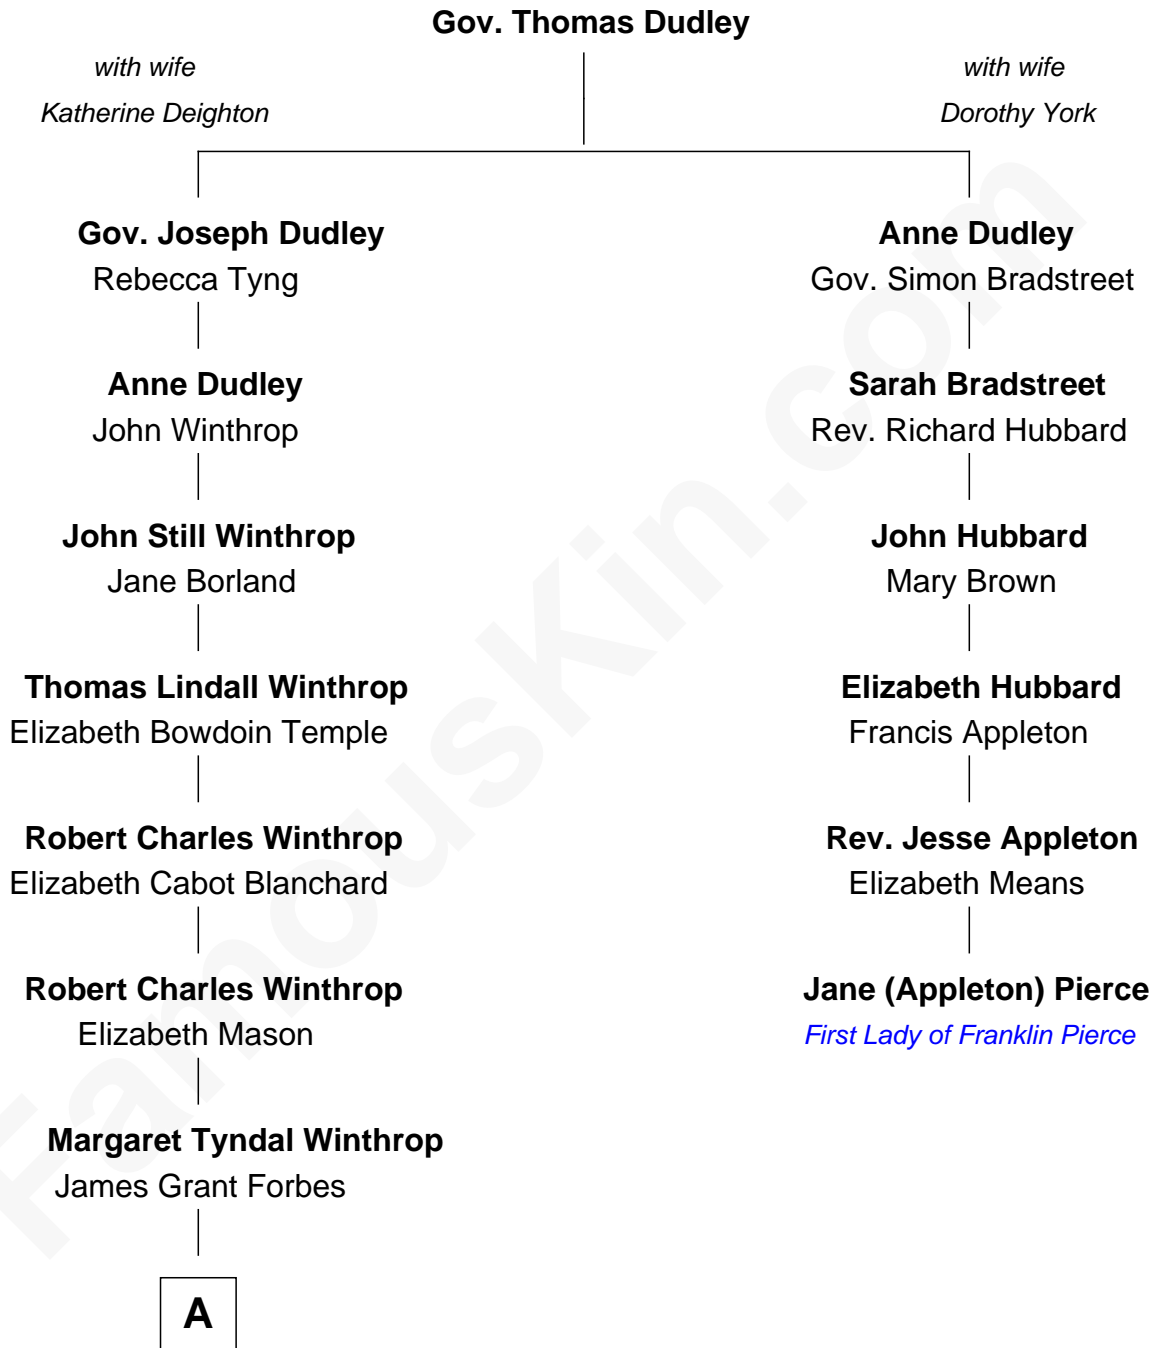 Gov. Thomas Dudley
with wife
Katherine Deighton
with wife
Dorothy York
Gov. Joseph Dudley
Rebecca Tyng
Anne Dudley
Gov. Simon Bradstreet
Anne Dudley
John Winthrop
Sarah Bradstreet
Rev. Richard Hubbard
John Still Winthrop
Jane Borland
John Hubbard
Mary Brown
Thomas Lindall Winthrop
Elizabeth Bowdoin Temple
Elizabeth Hubbard
Francis Appleton
Robert Charles Winthrop
Elizabeth Cabot Blanchard
Rev. Jesse Appleton
Elizabeth Means
Robert Charles Winthrop
Elizabeth Mason
Jane (Appleton) Pierce
First Lady of Franklin Pierce
Margaret Tyndal Winthrop
James Grant Forbes
A
FamousKin.com